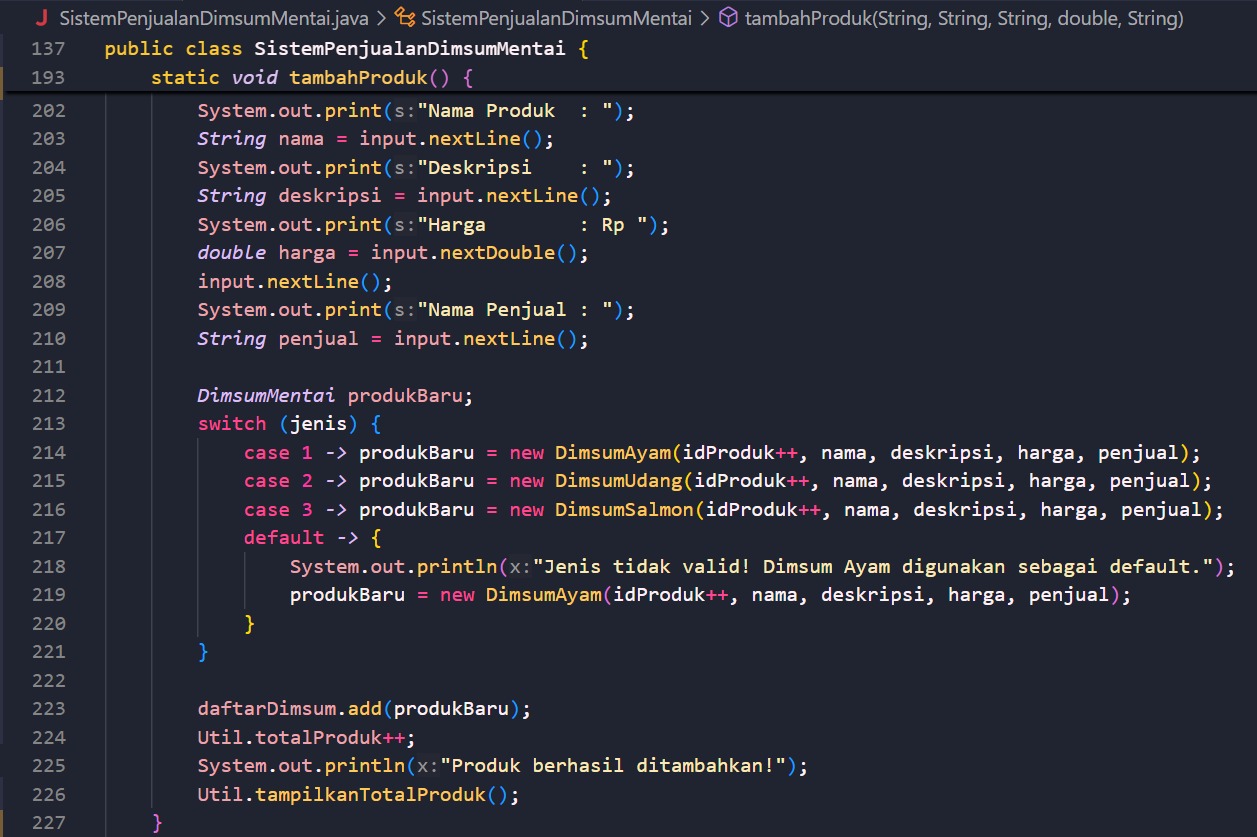 SistemPenjualanDimsumMentai.java > SistemPenjualanDimsumMentai > tambahProduk(String, String, String, double, String)
137 public class SistemPenjualanDimsumMentai {
193     static void tambahProduk() {
202         System.out.print(s:"Nama Produk  : ");
203         String nama = input.nextLine();
204         System.out.print(s:"Deskripsi    : ");
205         String deskripsi = input.nextLine();
206         System.out.print(s:"Harga        : Rp ");
207         double harga = input.nextDouble();
208         input.nextLine();
209         System.out.print(s:"Nama Penjual : ");
210         String penjual = input.nextLine();
211
212         DimsumMentai produkBaru;
213         switch (jenis) {
214             case 1 -> produkBaru = new DimsumAyam(idProduk++, nama, deskripsi, harga, penjual);
215             case 2 -> produkBaru = new DimsumUdang(idProduk++, nama, deskripsi, harga, penjual);
216             case 3 -> produkBaru = new DimsumSalmon(idProduk++, nama, deskripsi, harga, penjual);
217             default -> {
218                 System.out.println(x:"Jenis tidak valid! Dimsum Ayam digunakan sebagai default.");
219                 produkBaru = new DimsumAyam(idProduk++, nama, deskripsi, harga, penjual);
220             }
221         }
222
223         daftarDimsum.add(produkBaru);
224         Util.totalProduk++;
225         System.out.println(x:"Produk berhasil ditambahkan!");
226         Util.tampilkanTotalProduk();
227     }